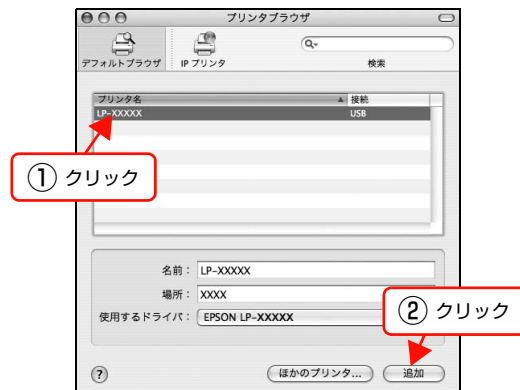 プリンタブラウザ
デフォルトブラウザ
IP プリンタ
Q
検索
プリンタ名
接続
LP-XXXXX
USB
① クリック
名前：
LP-XXXXX
場所：
XXXX
使用するドライバ：
EPSON LP-XXXXX
② クリック
?
ほかのプリンタ...
追加